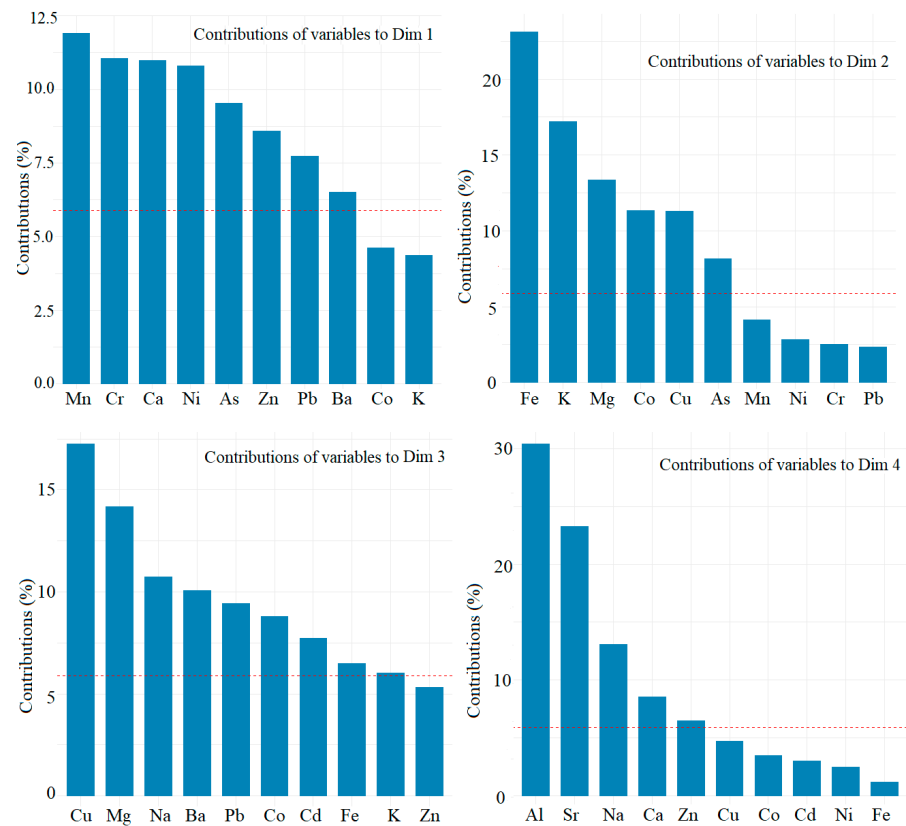 Contributions of variables to Dim 1
Contributions (%)
12.5
10.0
7.5
5.0
2.5
0.0
Mn Cr Ca Ni As Zn Pb Ba Co K
Contributions of variables to Dim 2
Contributions (%)
20
15
10
5
0
Fe K Mg Co Cu As Mn Ni Cr Pb
Contributions of variables to Dim 3
Contributions (%)
15
10
5
0
Cu Mg Na Ba Pb Co Cd Fe K Zn
Contributions of variables to Dim 4
Contributions (%)
30
20
10
0
Al Sr Na Ca Zn Cu Co Cd Ni Fe